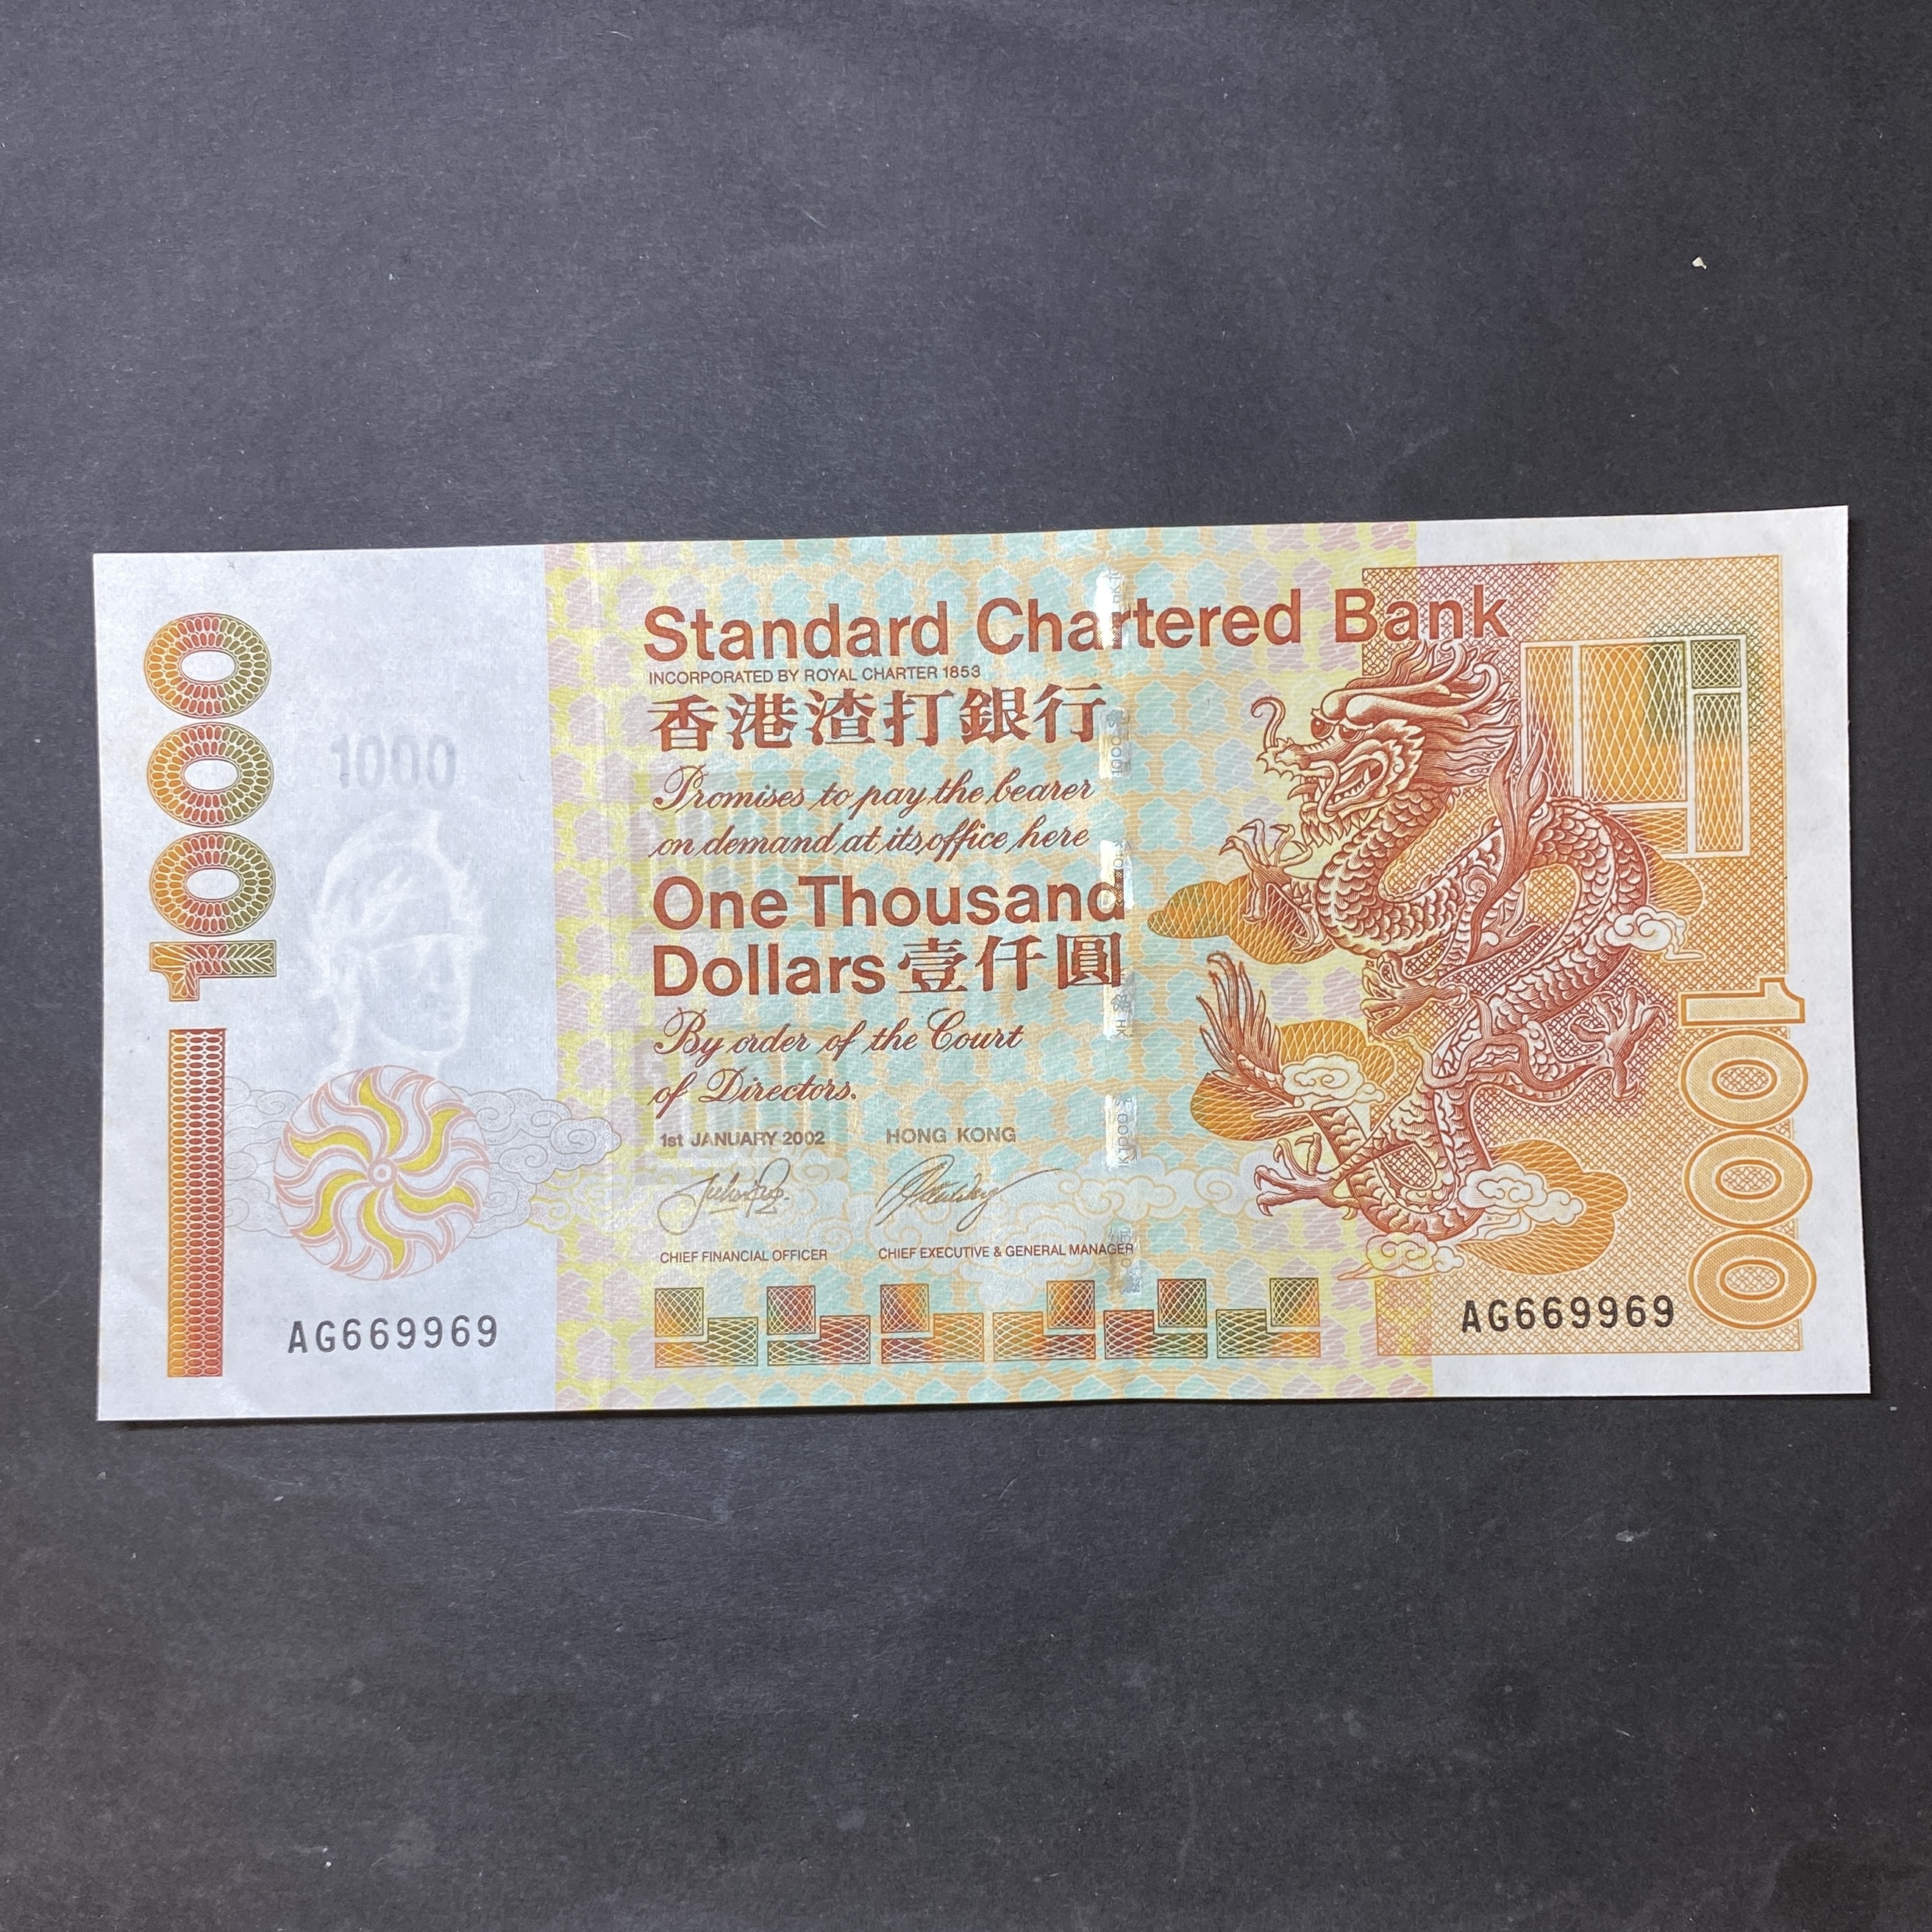 1000
1000
Standard Chartered Bank
INCORPORATED BY ROYAL CHARTER 1853
香港渣打銀行
Promises to pay the bearer
on demand at its office here
One Thousand
Dollars 壹仟圓
By order of the Court
of Directors.
1st JANUARY 2002 HONG KONG
CHIEF FINANCIAL OFFICER CHIEF EXECUTIVE & GENERAL MANAGER
AG669969
AG669969
1000